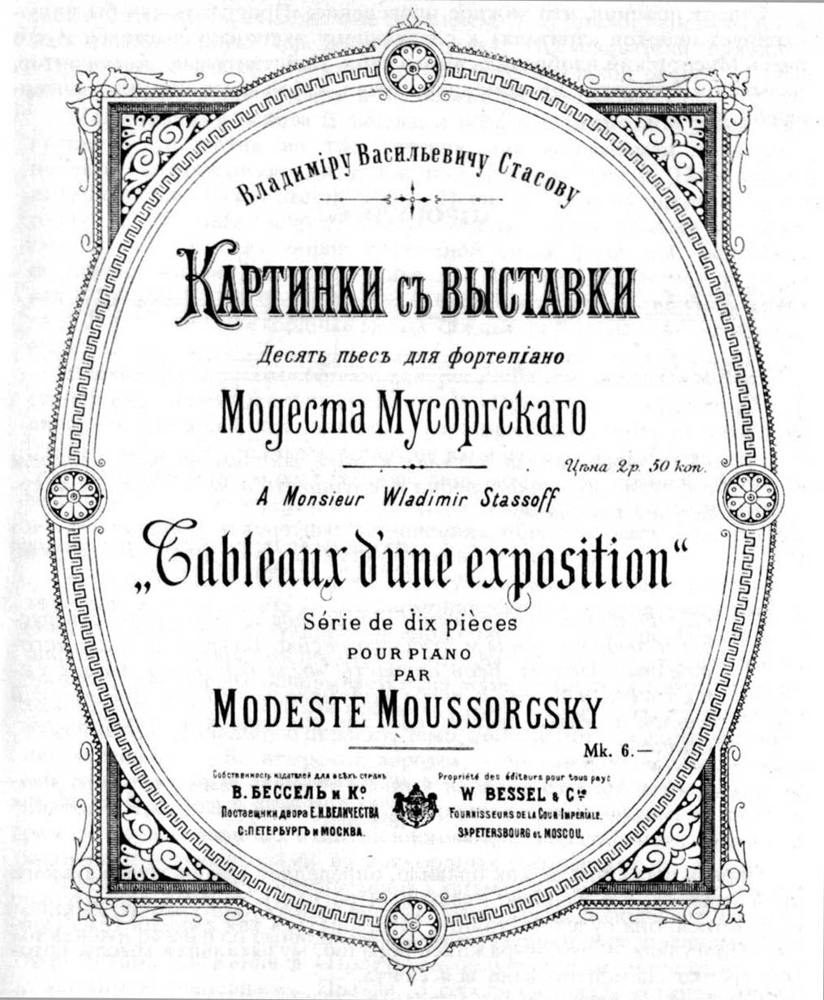 Владиміру Васильевичу Стасову
Картинки съ выставки
Десять пьесъ для фортепіано
Модеста Мусоргскаго
Цѣна 2 р. 50 коп.
A Monsieur Wladimir Stassoff
„Tableaux d'une exposition“
Série de dix pièces
POUR PIANO
PAR
MODESTE MOUSSORGSKY
Mk. 6.—
Собственность издателей для всѣхъ странъ
В. БЕССЕЛЬ и Кº
Поставщики двора Е.И.ВЕЛИЧЕСТВА
С:ПЕТЕРБУРГЪ и МОСКВА.
Propriété des éditeurs pour tous pays
W BESSEL & Cie
FOURNISSEURS DE LA COUR IMPÉRIALE.
St PETERSBOURG et MOSCOU.